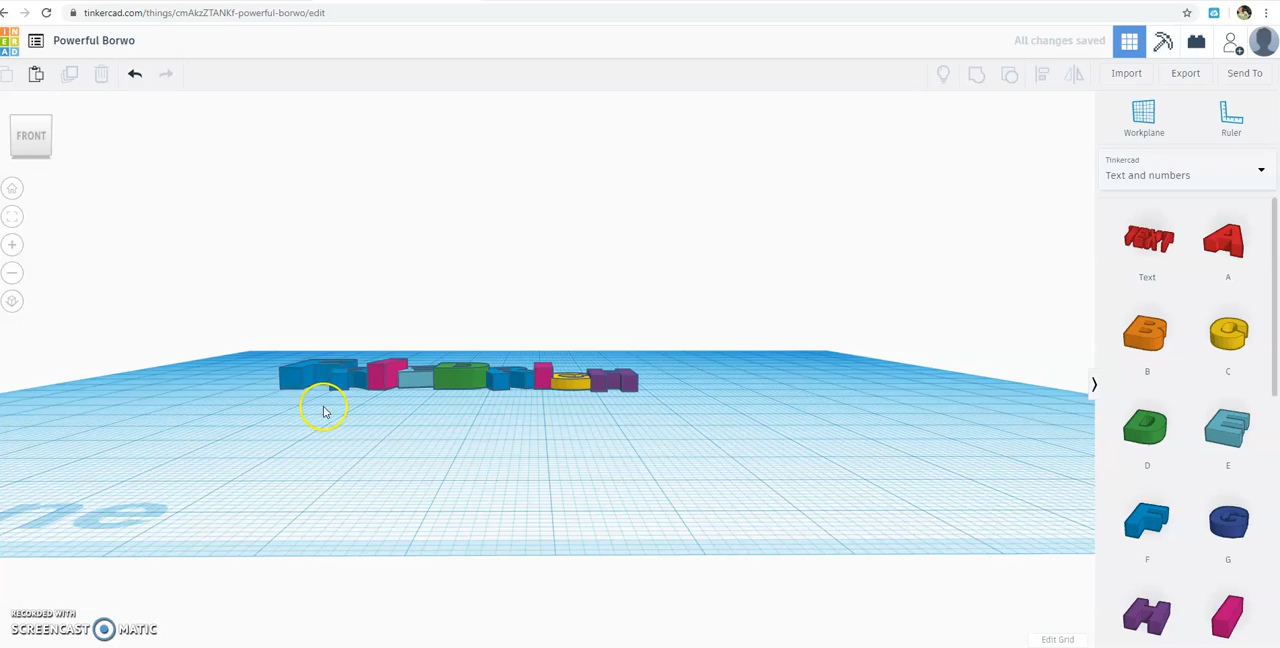 tinkercad.com/things/cmAkzZTANKf-powerful-borwo/edit
Powerful Borwo
All changes saved
Import
Export
Send To
FRONT
Workplane
Ruler
Tinkercad
Text and numbers
TEXT
A
Text
A
B
C
B
C
D
E
D
E
F
G
F
G
H
I
Edit Grid
RECORDED WITH
SCREENCAST MATIC